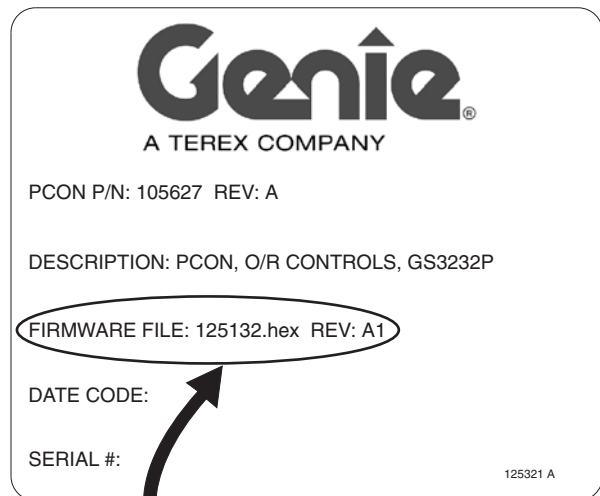 Genie®
A TEREX COMPANY
PCON P/N: 105627 REV: A
DESCRIPTION: PCON, O/R CONTROLS, GS3232P
FIRMWARE FILE: 125132.hex REV: A1
DATE CODE:
SERIAL #:
125321 A